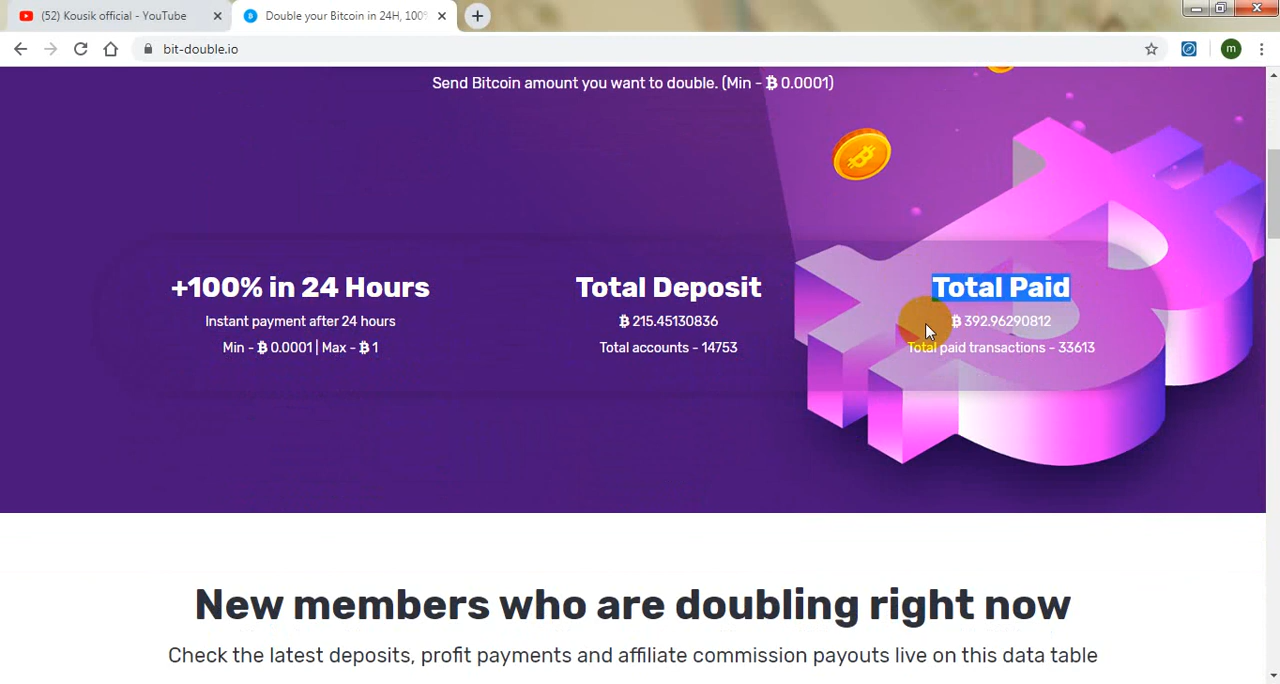 (52) Kousik official - YouTube
Double your Bitcoin in 24H, 100%
bit-double.io
m
Send Bitcoin amount you want to double. (Min - ₿ 0.0001)
+100% in 24 Hours
Instant payment after 24 hours
Min - ₿ 0.0001 | Max - ₿ 1
Total Deposit
₿ 215.45130836
Total accounts - 14753
Total Paid
₿ 392.96290812
Total paid transactions - 33613
New members who are doubling right now
Check the latest deposits, profit payments and affiliate commission payouts live on this data table